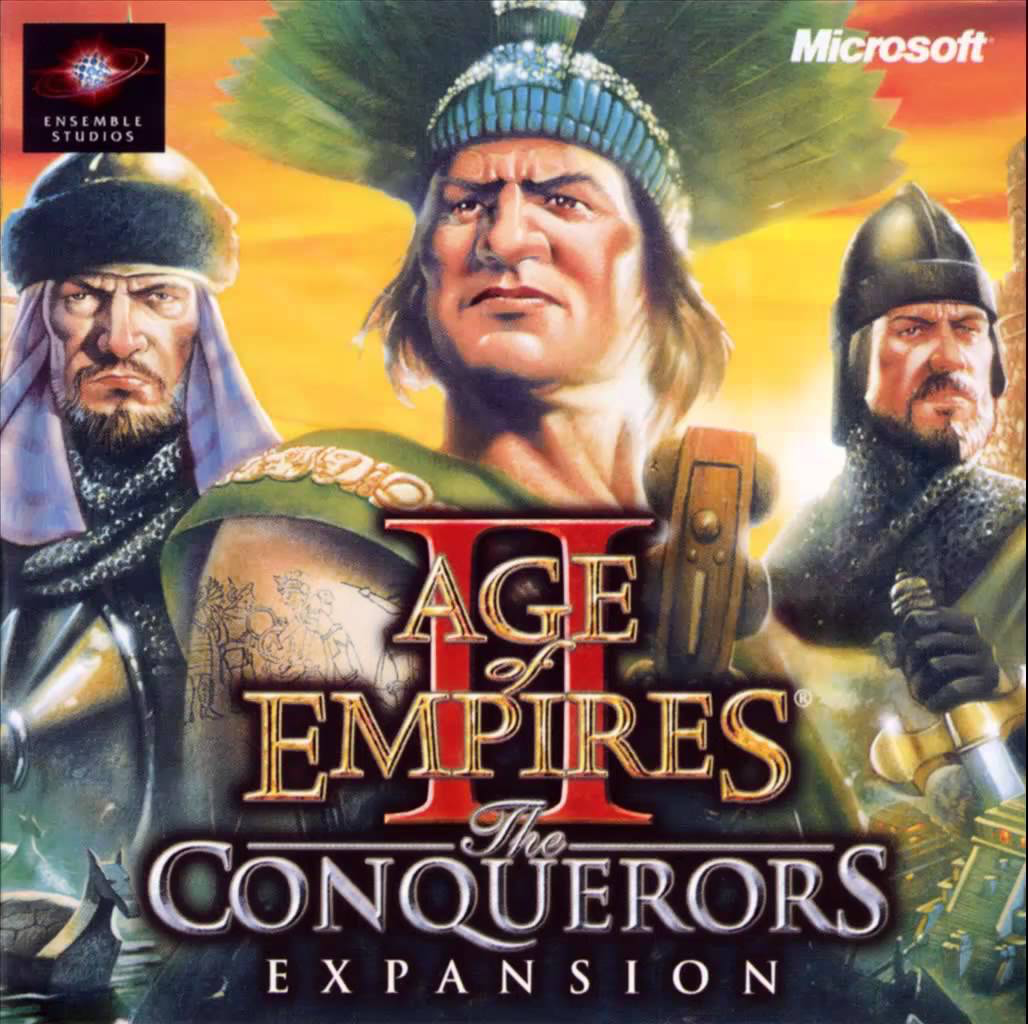 Microsoft
ENSEMBLE
STUDIOS
II
AGE
of
EMPIRES®
The
CONQUERORS
EXPANSION